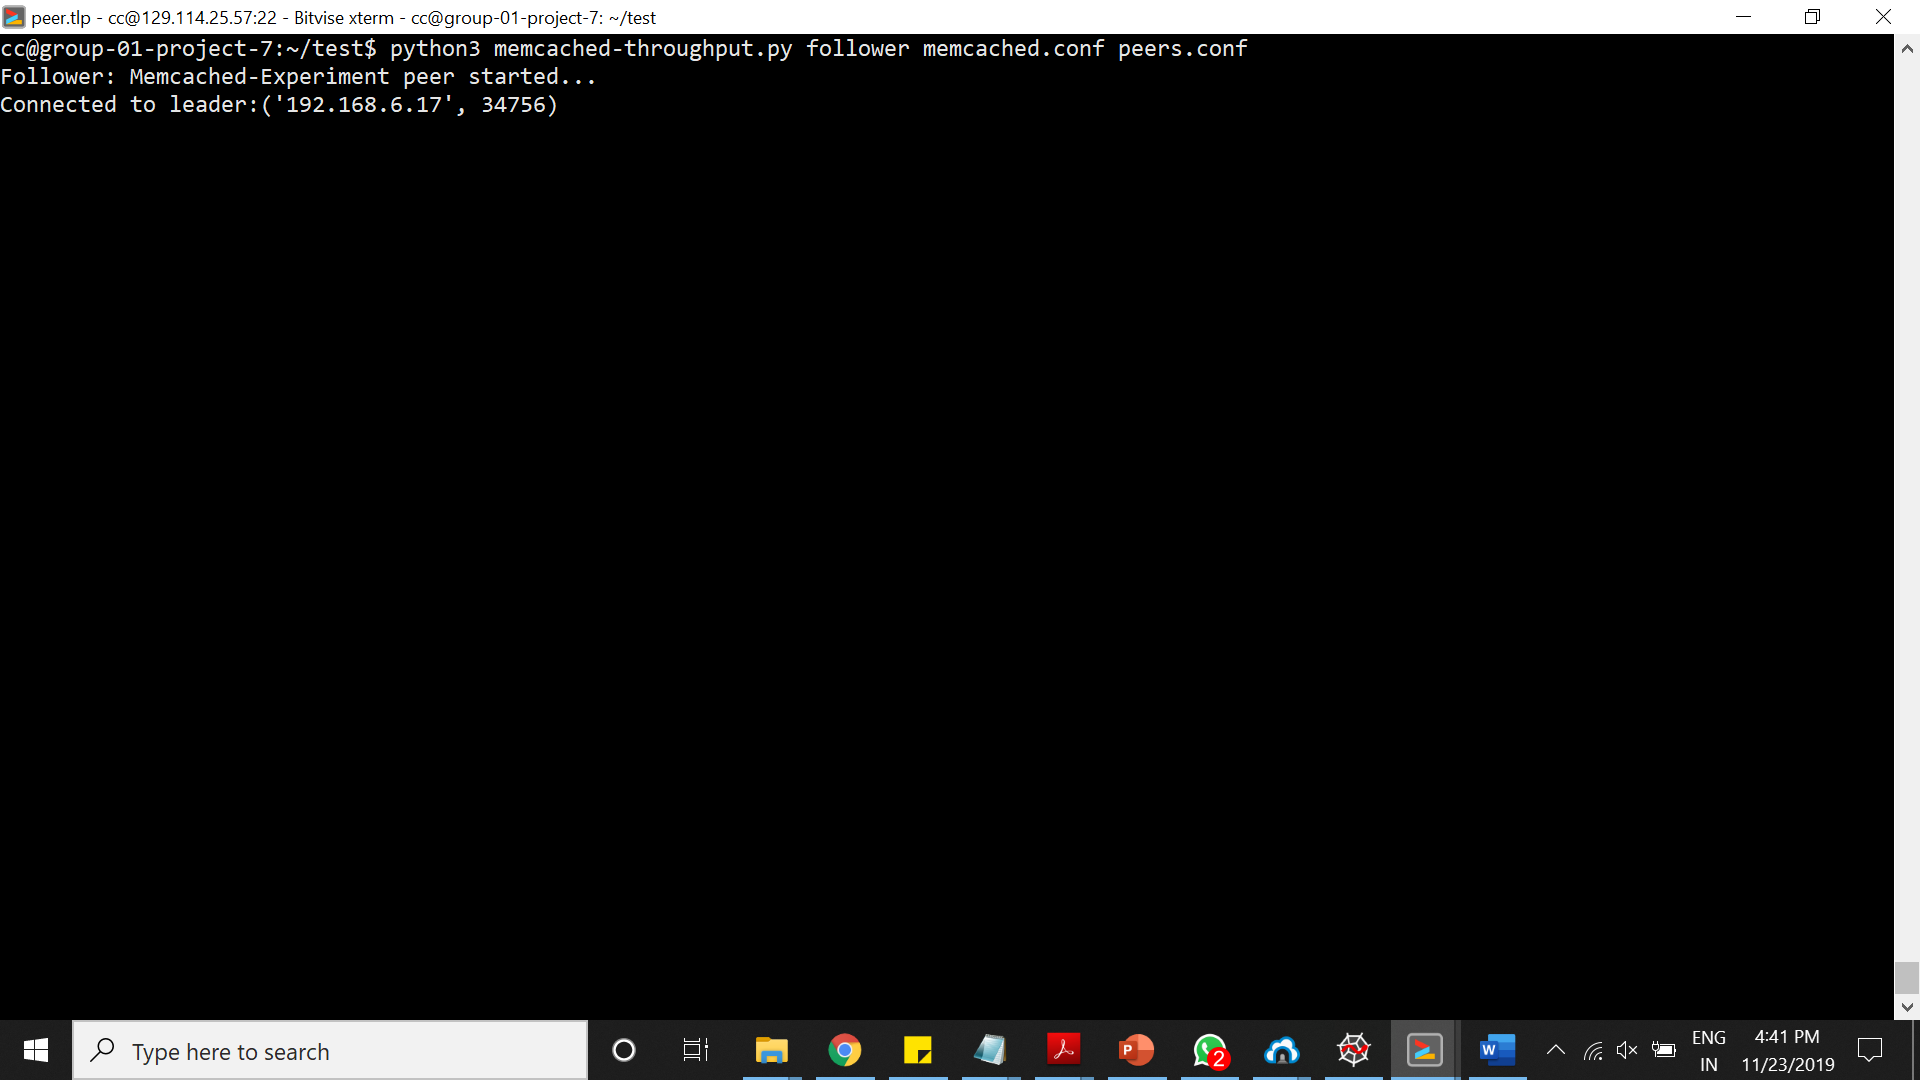 peer.tlp - cc@129.114.25.57:22 - Bitvise xterm - cc@group-01-project-7: ~/test
cc@group-01-project-7:~/test$ python3 memcached-throughput.py follower memcached.conf peers.conf
Follower: Memcached-Experiment peer started...
Connected to leader:('192.168.6.17', 34756)
Type here to search
P
2
W
ENG
IN
4:41 PM
11/23/2019